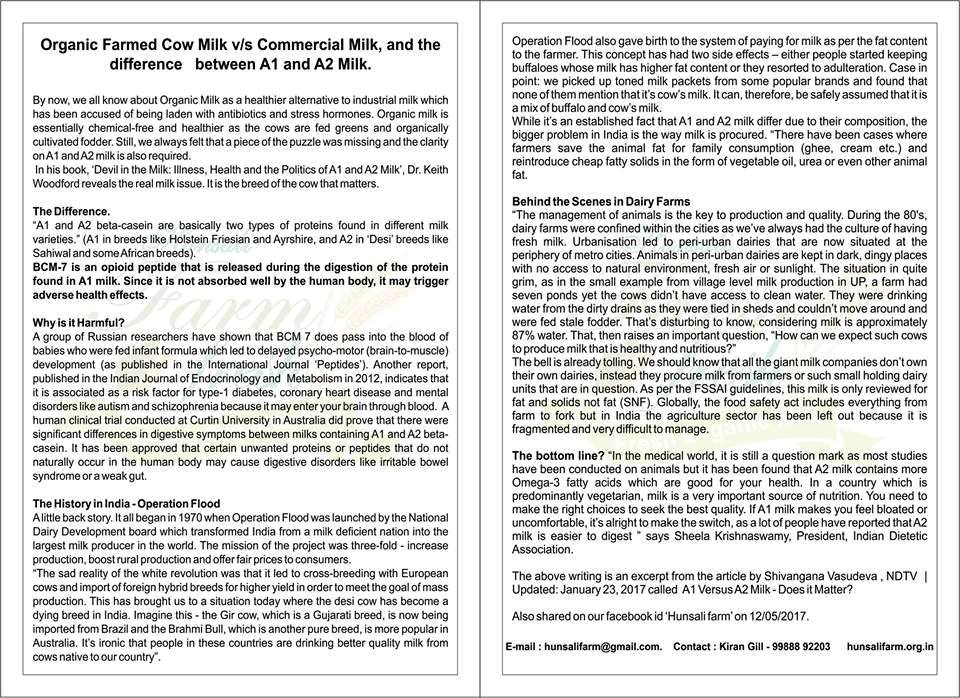 Organic Farmed Cow Milk v/s Commercial Milk, and the
difference between A1 and A2 Milk.
By now, we all know about Organic Milk as a healthier alternative to industrial milk which
has been accused of being laden with antibiotics and stress hormones. Organic milk is
essentially chemical-free and healthier as the cows are fed greens and organically
cultivated fodder. Still, we always felt that a piece of the puzzle was missing and the clarity
on A1 and A2 milk is also required.
In his book, ‘Devil in the Milk: Illness, Health and the Politics of A1 and A2 Milk’, Dr. Keith
Woodford reveals the real milk issue. It is the breed of the cow that matters.
The Difference.
“A1 and A2 beta-casein are basically two types of proteins found in different milk
varieties.” (A1 in breeds like Holstein Friesian and Ayrshire, and A2 in ‘Desi’ breeds like
Sahiwal and some African breeds).
BCM-7 is an opioid peptide that is released during the digestion of the protein
found in A1 milk. Since it is not absorbed well by the human body, it may trigger
adverse health effects.
Why is it Harmful?
A group of Russian researchers have shown that BCM 7 does pass into the blood of
babies who were fed infant formula which led to delayed psycho-motor (brain-to-muscle)
development (as published in the International Journal ‘Peptides’). Another report,
published in the Indian Journal of Endocrinology and Metabolism in 2012, indicates that
it is associated as a risk factor for type-1 diabetes, coronary heart disease and mental
disorders like autism and schizophrenia because it may enter your brain through blood. A
human clinical trial conducted at Curtin University in Australia did prove that there were
significant differences in digestive symptoms between milks containing A1 and A2 beta-
casein. It has been approved that certain unwanted proteins or peptides that do not
naturally occur in the human body may cause digestive disorders like irritable bowel
syndrome or a weak gut.
The History in India - Operation Flood
A little back story. It all began in 1970 when Operation Flood was launched by the National
Dairy Development board which transformed India from a milk deficient nation into the
largest milk producer in the world. The mission of the project was three-fold - increase
production, boost rural production and offer fair prices to consumers.
“The sad reality of the white revolution was that it led to cross-breeding with European
cows and import of foreign hybrid breeds for higher yield in order to meet the goal of mass
production. This has brought us to a situation today where the desi cow has become a
dying breed in India. Imagine this - the Gir cow, which is a Gujarati breed, is now being
imported from Brazil and the Brahmi Bull, which is another pure breed, is more popular in
Australia. It’s ironic that people in these countries are drinking better quality milk from
cows native to our country”.
Operation Flood also gave birth to the system of paying for milk as per the fat content
to the farmer. This concept has had two side effects – either people started keeping
buffaloes whose milk has higher fat content or they resorted to adulteration. Case in
point: we picked up toned milk packets from some popular brands and found that
none of them mention that it’s cow’s milk. It can, therefore, be safely assumed that it is
a mix of buffalo and cow’s milk.
While it’s an established fact that A1 and A2 milk differ due to their composition, the
bigger problem in India is the way milk is procured. “There have been cases where
farmers save the animal fat for family consumption (ghee, cream etc.) and
reintroduce cheap fatty solids in the form of vegetable oil, urea or even other animal
fat.
Behind the Scenes in Dairy Farms
“The management of animals is the key to production and quality. During the 80's,
dairy farms were confined within the cities as we’ve always had the culture of having
fresh milk. Urbanisation led to peri-urban dairies that are now situated at the
periphery of metro cities. Animals in peri-urban dairies are kept in dark, dingy places
with no access to natural environment, fresh air or sunlight. The situation in quite
grim, as in the small example from village level milk production in UP, a farm had
seven ponds yet the cows didn’t have access to clean water. They were drinking
water from the dirty drains as they were tied in sheds and couldn’t move around and
were fed stale fodder. That’s disturbing to know, considering milk is approximately
87% water. That, then raises an important question, “How can we expect such cows
to produce milk that is healthy and nutritious?”
The bell is already tolling. We should know that all the giant milk companies don’t own
their own dairies, instead they procure milk from farmers or such small holding dairy
units that are in question. As per the FSSAI guidelines, this milk is only reviewed for
fat and solids not fat (SNF). Globally, the food safety act includes everything from
farm to fork but in India the agriculture sector has been left out because it is
fragmented and very difficult to manage.
The bottom line? “In the medical world, it is still a question mark as most studies
have been conducted on animals but it has been found that A2 milk contains more
Omega-3 fatty acids which are good for your health. In a country which is
predominantly vegetarian, milk is a very important source of nutrition. You need to
make the right choices to seek the best quality. If A1 milk makes you feel bloated or
uncomfortable, it’s alright to make the switch, as a lot of people have reported that A2
milk is easier to digest ” says Sheela Krishnaswamy, President, Indian Dietetic
Association.
The above writing is an excerpt from the article by Shivangana Vasudeva , NDTV |
Updated: January 23, 2017 called A1 Versus A2 Milk - Does it Matter?
Also shared on our facebook id ‘Hunsali farm’ on 12/05/2017.
E-mail : hunsalifarm@gmail.com. Contact : Kiran Gill - 99888 92203 hunsalifarm.org.in